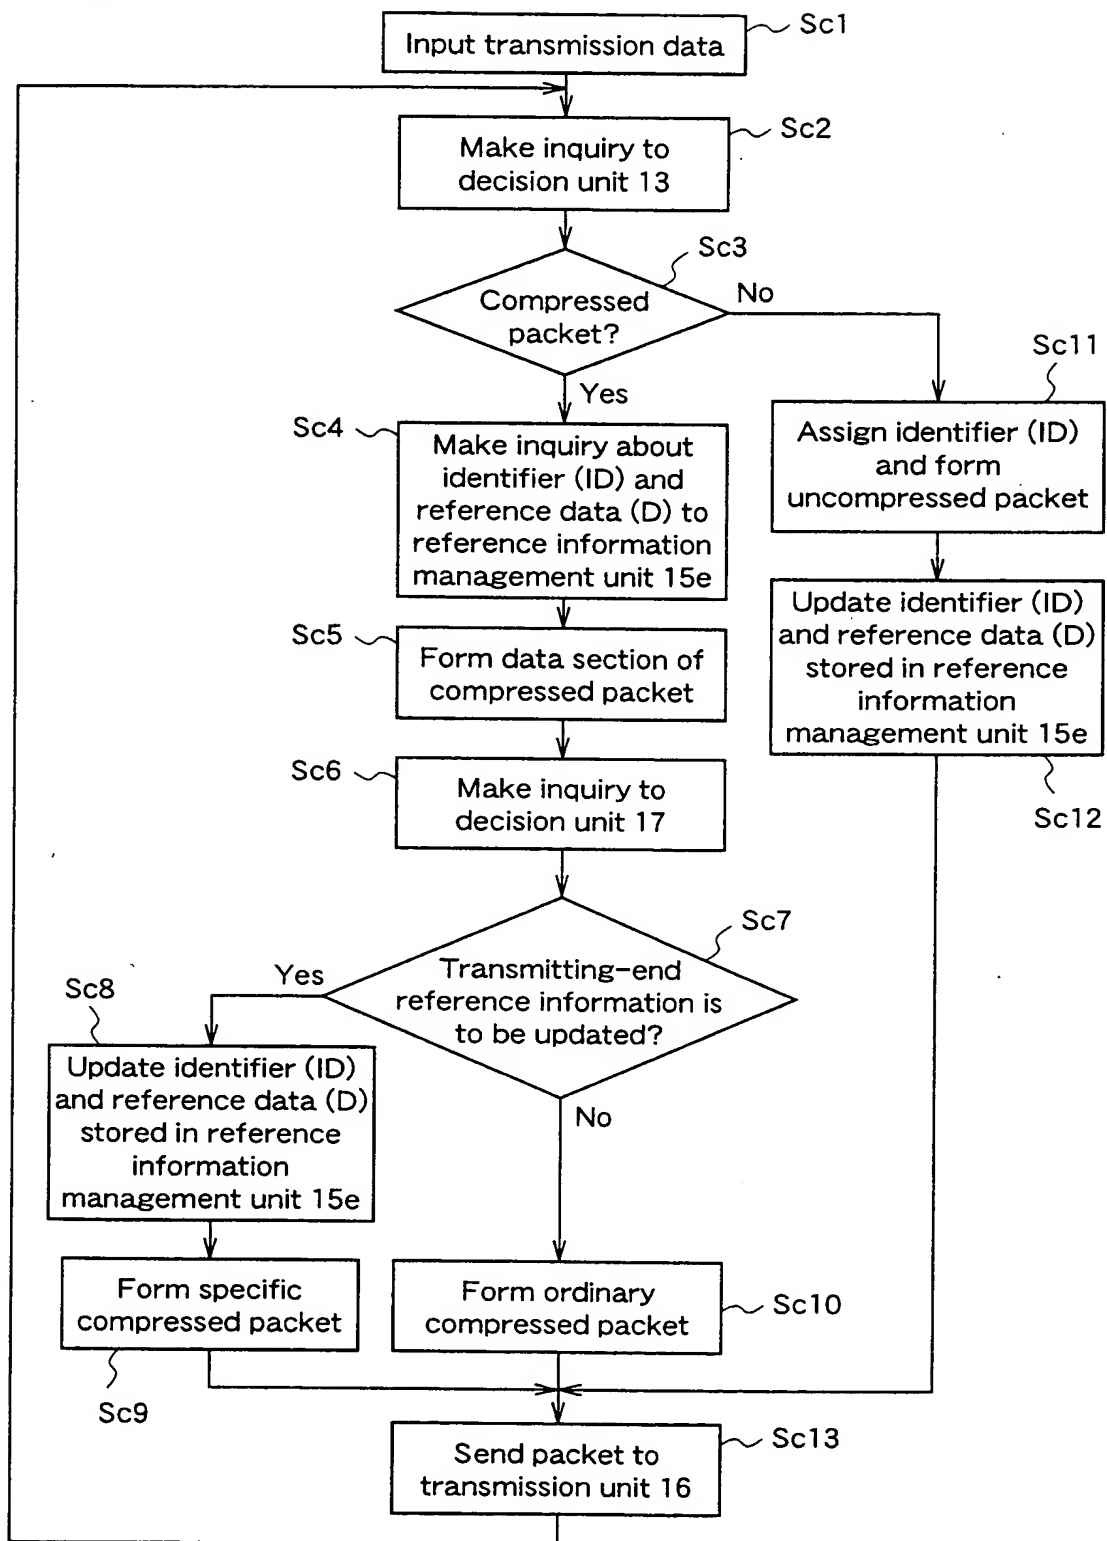 Sc1
Input transmission data
Sc2
Make inquiry to
decision unit 13
Sc3
Compressed
packet?
No
Yes
Sc11
Assign identifier (ID)
and form
uncompressed packet
Sc4
Make inquiry about
identifier (ID) and
reference data (D) to
reference information
management unit 15e
Update identifier (ID)
and reference data (D)
stored in reference
information
management unit 15e
Sc12
Sc5
Form data section of
compressed packet
Sc6
Make inquiry to
decision unit 17
Sc7
Transmitting-end
reference information is
to be updated?
Yes
No
Sc8
Update identifier (ID)
and reference data (D)
stored in reference
information
management unit 15e
Form specific
compressed packet
Sc9
Form ordinary
compressed packet
Sc10
Sc13
Send packet to
transmission unit 16